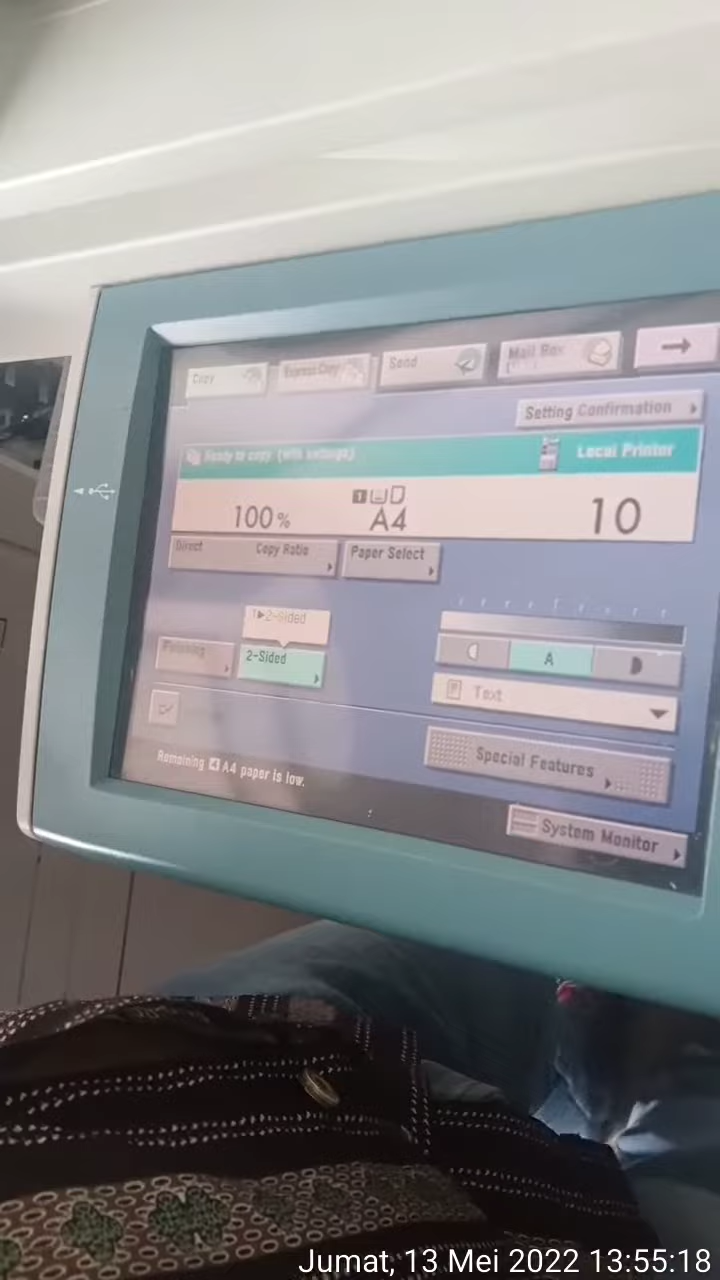 Copy
Express Copy
Send
Mail Box
Setting Confirmation
Ready to copy. (with settings)
Local Printer
100%
1
A4
10
Direct
Copy Ratio
Paper Select
1▶2-Sided
Finishing
2-Sided
A
Text
Special Features
Remaining 4 A4 paper is low.
System Monitor
Jumat, 13 Mei 2022 13:55:18